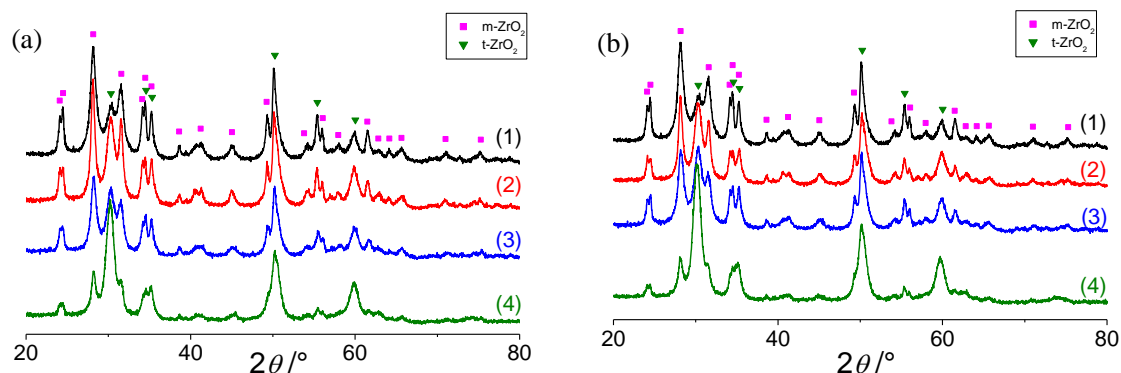 (a)
m-ZrO₂
t-ZrO₂
(1)
(2)
(3)
(4)
20
40
60
80
2θ/°
(b)
m-ZrO₂
t-ZrO₂
(1)
(2)
(3)
(4)
20
40
60
80
2θ/°